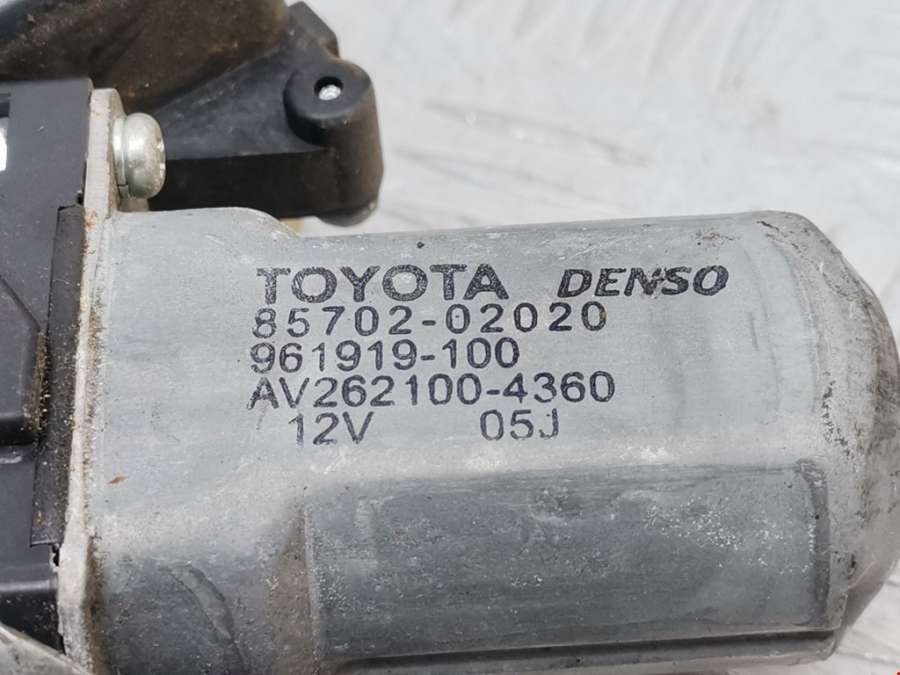 TOYOTA DENSO
85702-02020
961919-100
AV262100-4360
12V 05J